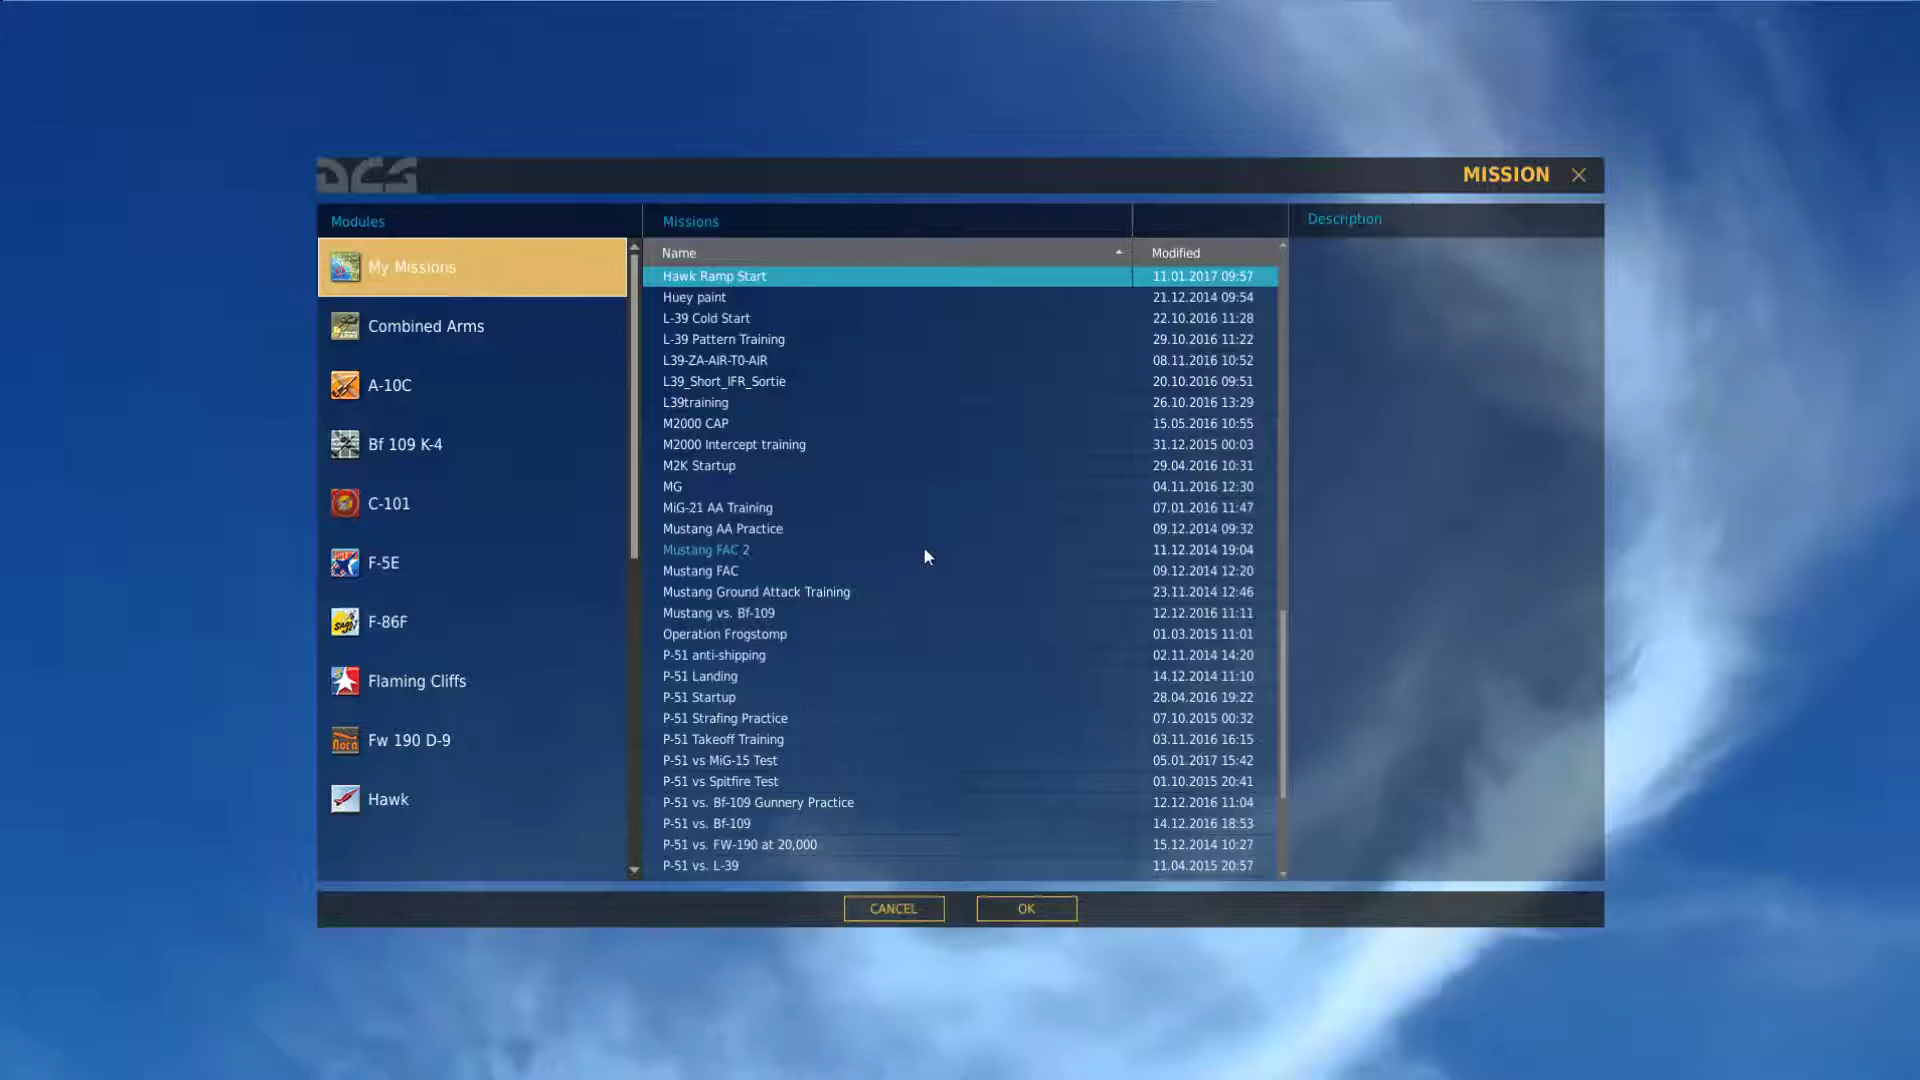 DCS
MISSION
Modules
Missions
Description
My Missions
Combined Arms
A-10C
Bf 109 K-4
C-101
F-5E
F-86F
Flaming Cliffs
Fw 190 D-9
Hawk
Name Modified
Hawk Ramp Start 11.01.2017 09:57
Huey paint 21.12.2014 09:54
L-39 Cold Start 22.10.2016 11:28
L-39 Pattern Training 29.10.2016 11:22
L39-ZA-AIR-T0-AIR 08.11.2016 10:52
L39_Short_IFR_Sortie 20.10.2016 09:51
L39training 26.10.2016 13:29
M2000 CAP 15.05.2016 10:55
M2000 Intercept training 31.12.2015 00:03
M2K Startup 29.04.2016 10:31
MG 04.11.2016 12:30
MiG-21 AA Training 07.01.2016 11:47
Mustang AA Practice 09.12.2014 09:32
Mustang FAC 2 11.12.2014 19:04
Mustang FAC 09.12.2014 12:20
Mustang Ground Attack Training 23.11.2014 12:46
Mustang vs. Bf-109 12.12.2016 11:11
Operation Frogstomp 01.03.2015 11:01
P-51 anti-shipping 02.11.2014 14:20
P-51 Landing 14.12.2014 11:10
P-51 Startup 28.04.2016 19:22
P-51 Strafing Practice 07.10.2015 00:32
P-51 Takeoff Training 03.11.2016 16:15
P-51 vs MiG-15 Test 05.01.2017 15:42
P-51 vs Spitfire Test 01.10.2015 20:41
P-51 vs. Bf-109 Gunnery Practice 12.12.2016 11:04
P-51 vs. Bf-109 14.12.2016 18:53
P-51 vs. FW-190 at 20,000 15.12.2014 10:27
P-51 vs. L-39 11.04.2015 20:57
CANCEL
OK